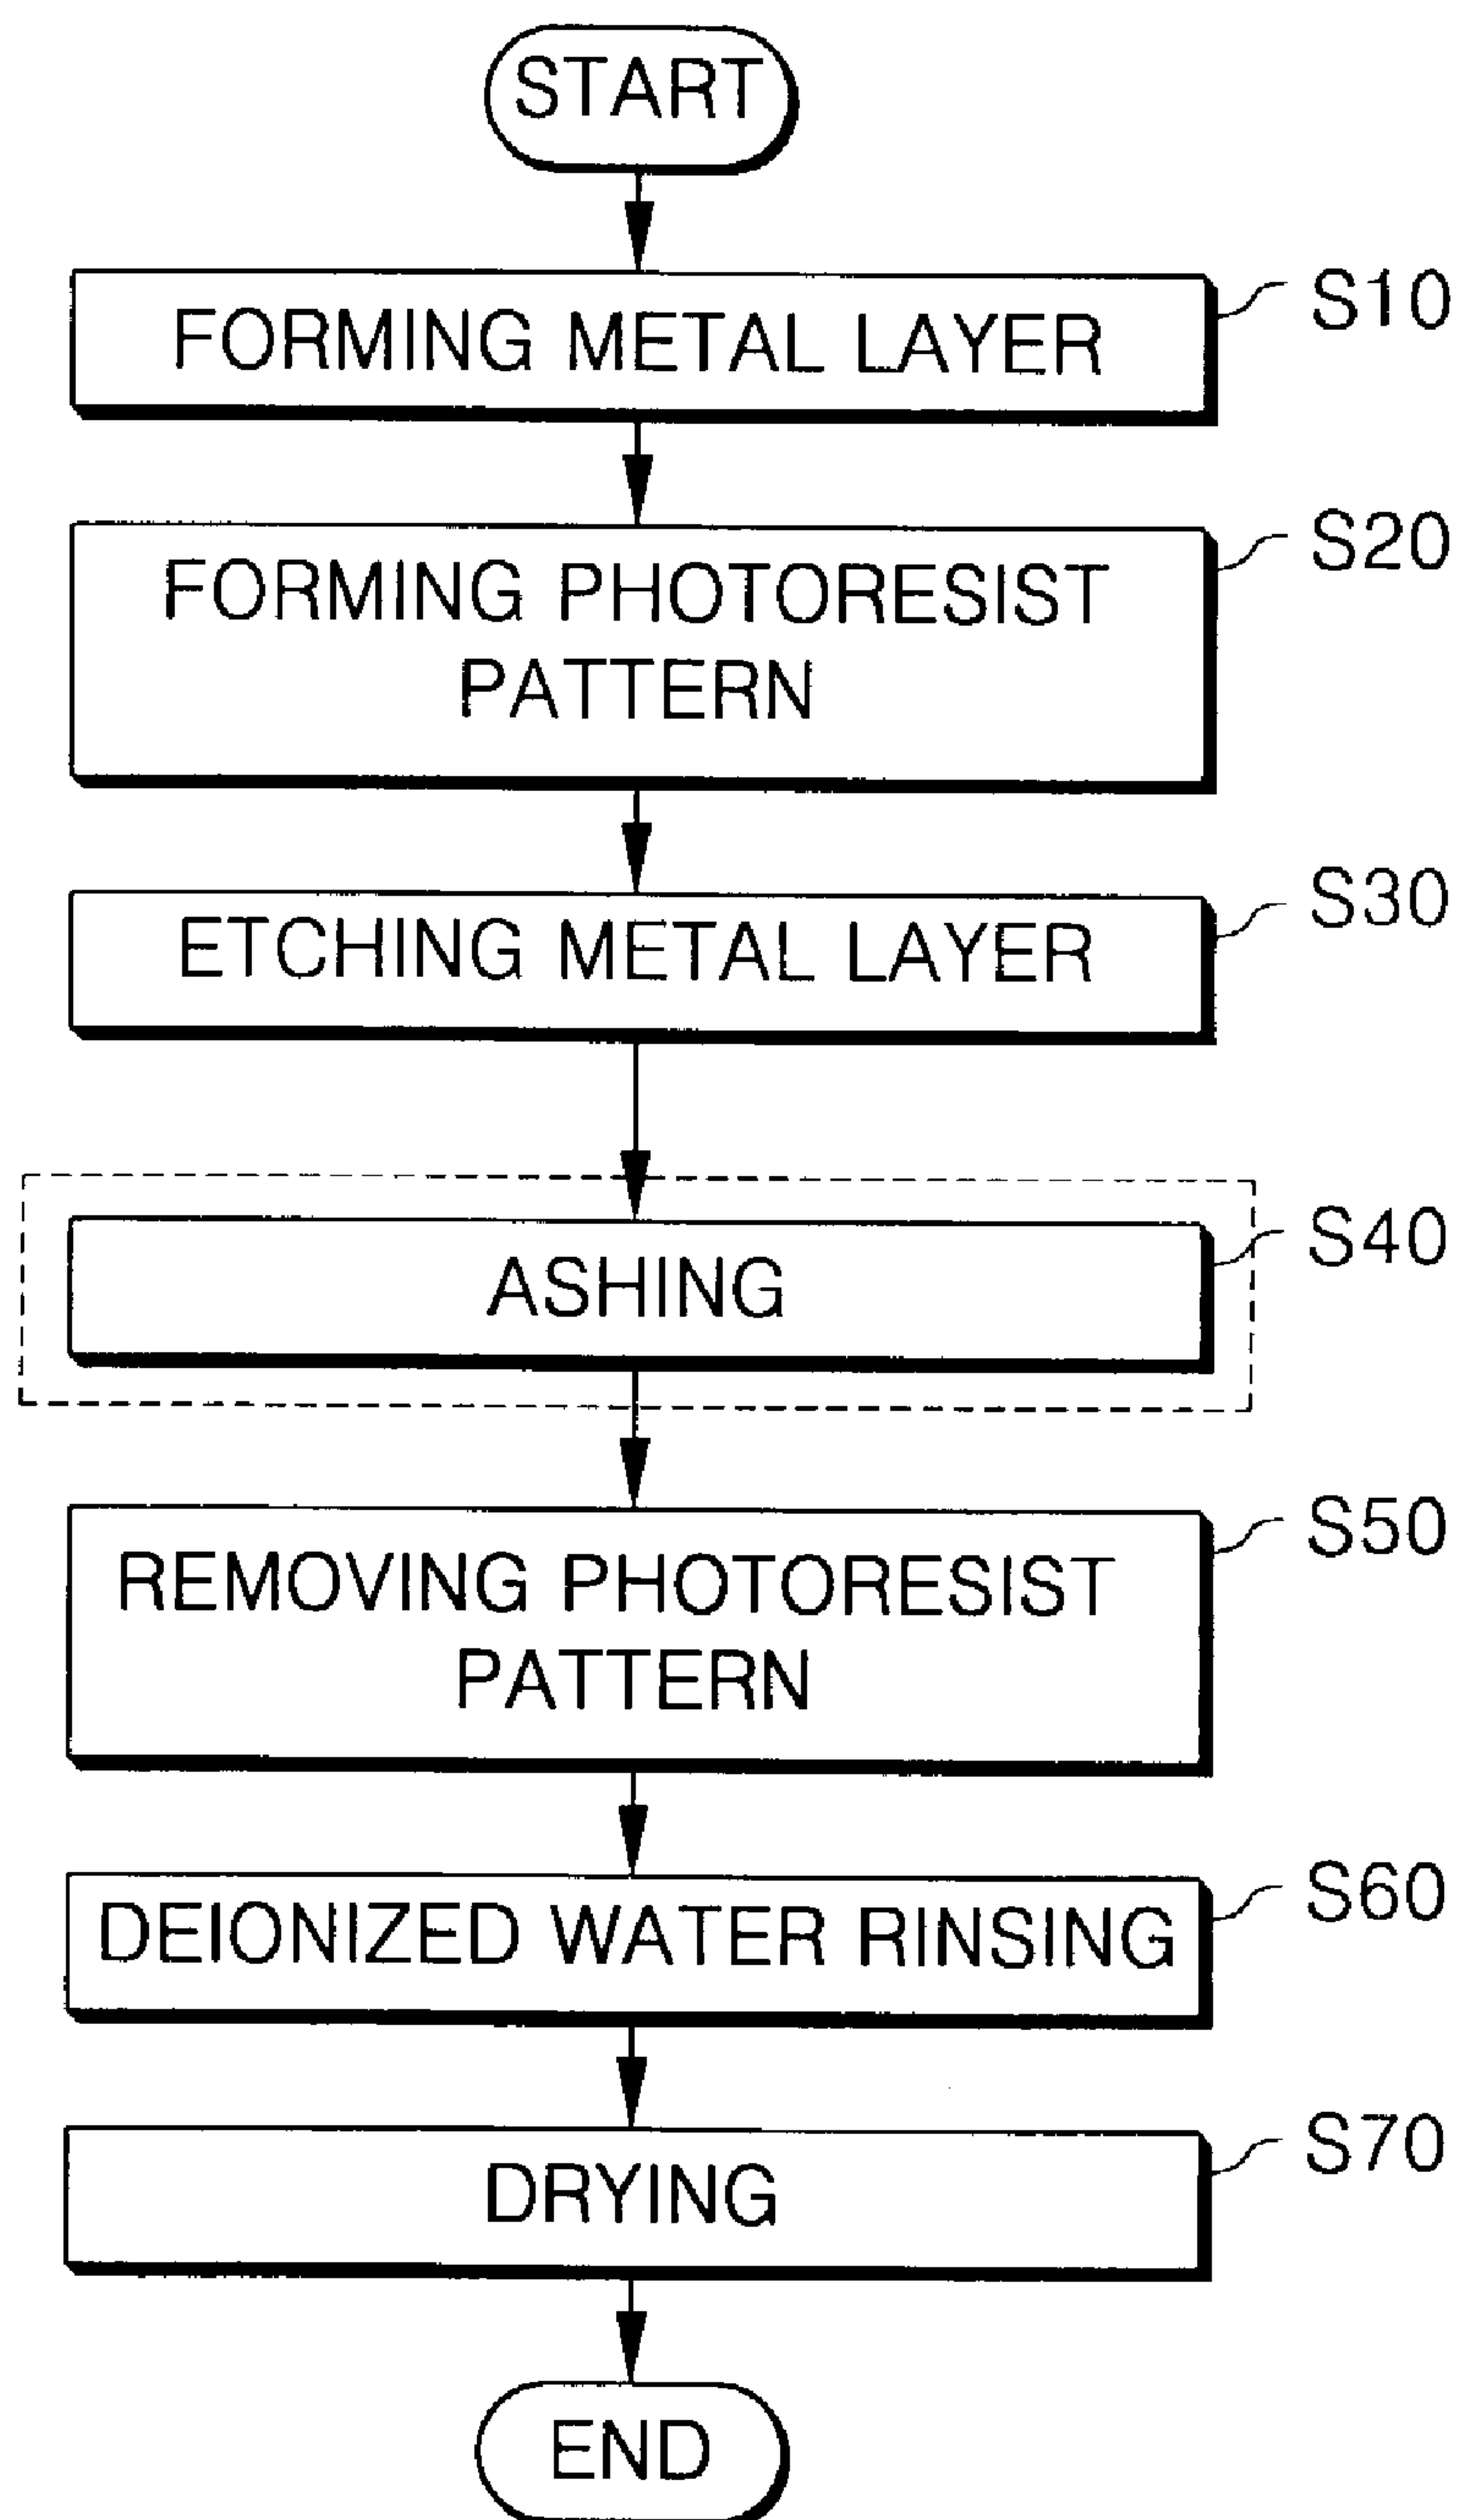 START
FORMING METAL LAYER
S10
FORMING PHOTORESIST
PATTERN
S20
ETCHING METAL LAYER
S30
ASHING
S40
REMOVING PHOTORESIST
PATTERN
S50
DEIONIZED WATER RINSING
S60
DRYING
S70
END